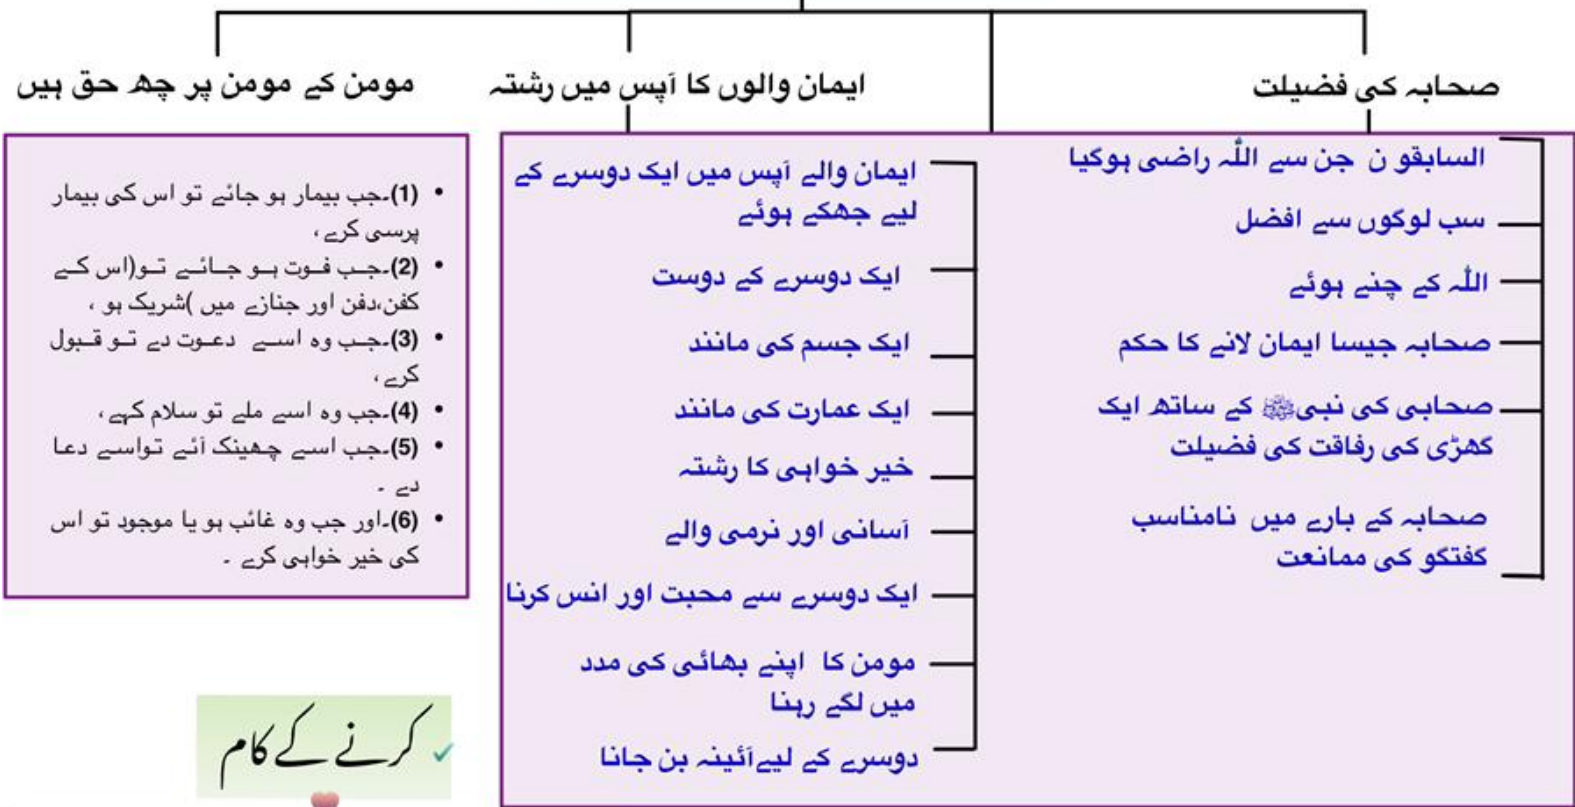 صحابہ کی فضیلت
السابقو ن جن سے اللّٰہ راضی ہوگیا
سب لوگوں سے افضل
اللّٰہ کے چنے ہوئے
صحابہ جیسا ایمان لانے کا حکم
صحابی کی نبیﷺ کے ساتھ ایک
گھڑی کی رفاقت کی فضیلت
صحابہ کے بارے میں نامناسب
گفتگو کی ممانعت
ایمان والوں کا آپس میں رشتہ
ایمان والے آپس میں ایک دوسرے کے
لیے جھکے ہوئے
ایک دوسرے کے دوست
ایک جسم کی مانند
ایک عمارت کی مانند
خیر خواہی کا رشتہ
آسانی اور نرمی والے
ایک دوسرے سے محبت اور انس کرنا
مومن کا اپنے بھائی کی مدد
میں لگے رہنا
دوسرے کے لیےآئینہ بن جانا
مومن کے مومن پر چھ حق ہیں
• (1)۔جب بیمار ہو جائے تو اس کی بیمار
پرسی کرے،
• (2)۔جب فوت ہو جائے تو(اس کے
کفن،دفن اور جنازے میں )شریک ہو ،
• (3)۔جب وہ اسے دعوت دے تو قبول
کرے،
• (4)۔جب وہ اسے ملے تو سلام کہے،
• (5)۔جب اسے چھینک آئے تواسے دعا
دے ۔
• (6)۔اور جب وہ غائب ہو یا موجود تو اس
کی خیر خواہی کرے ۔
✓ کرنے کے کام